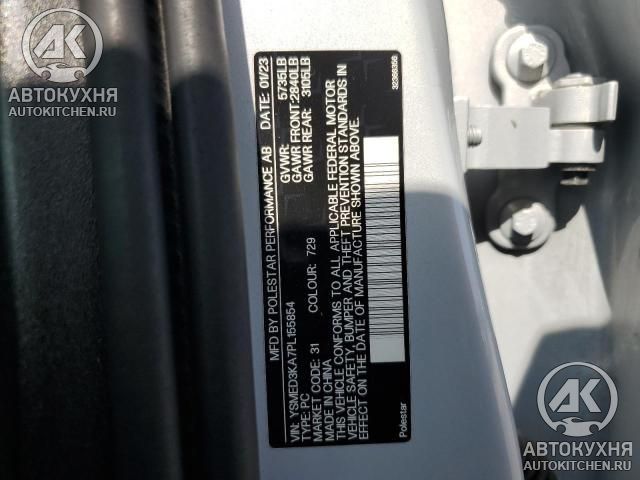 MFD BY POLESTAR PERFORMANCE AB DATE: 01/23
GVWR: 5735LB
GAWR FRONT: 2840LB
GAWR REAR: 3105LB
VIN: YSMED3KA7PL155854
TYPE: PC
MARKET CODE: 31 COLOUR: 729
MADE IN CHINA
THIS VEHICLE CONFORMS TO ALL APPLICABLE FEDERAL MOTOR
VEHICLE SAFETY, BUMPER AND THEFT PREVENTION STANDARDS IN
EFFECT ON THE DATE OF MANUFACTURE SHOWN ABOVE.
Polestar 32366356
АК
АВТОКУХНЯ
AUTOKITCHEN.RU
АК
АВТОКУХНЯ
AUTOKITCHEN.RU